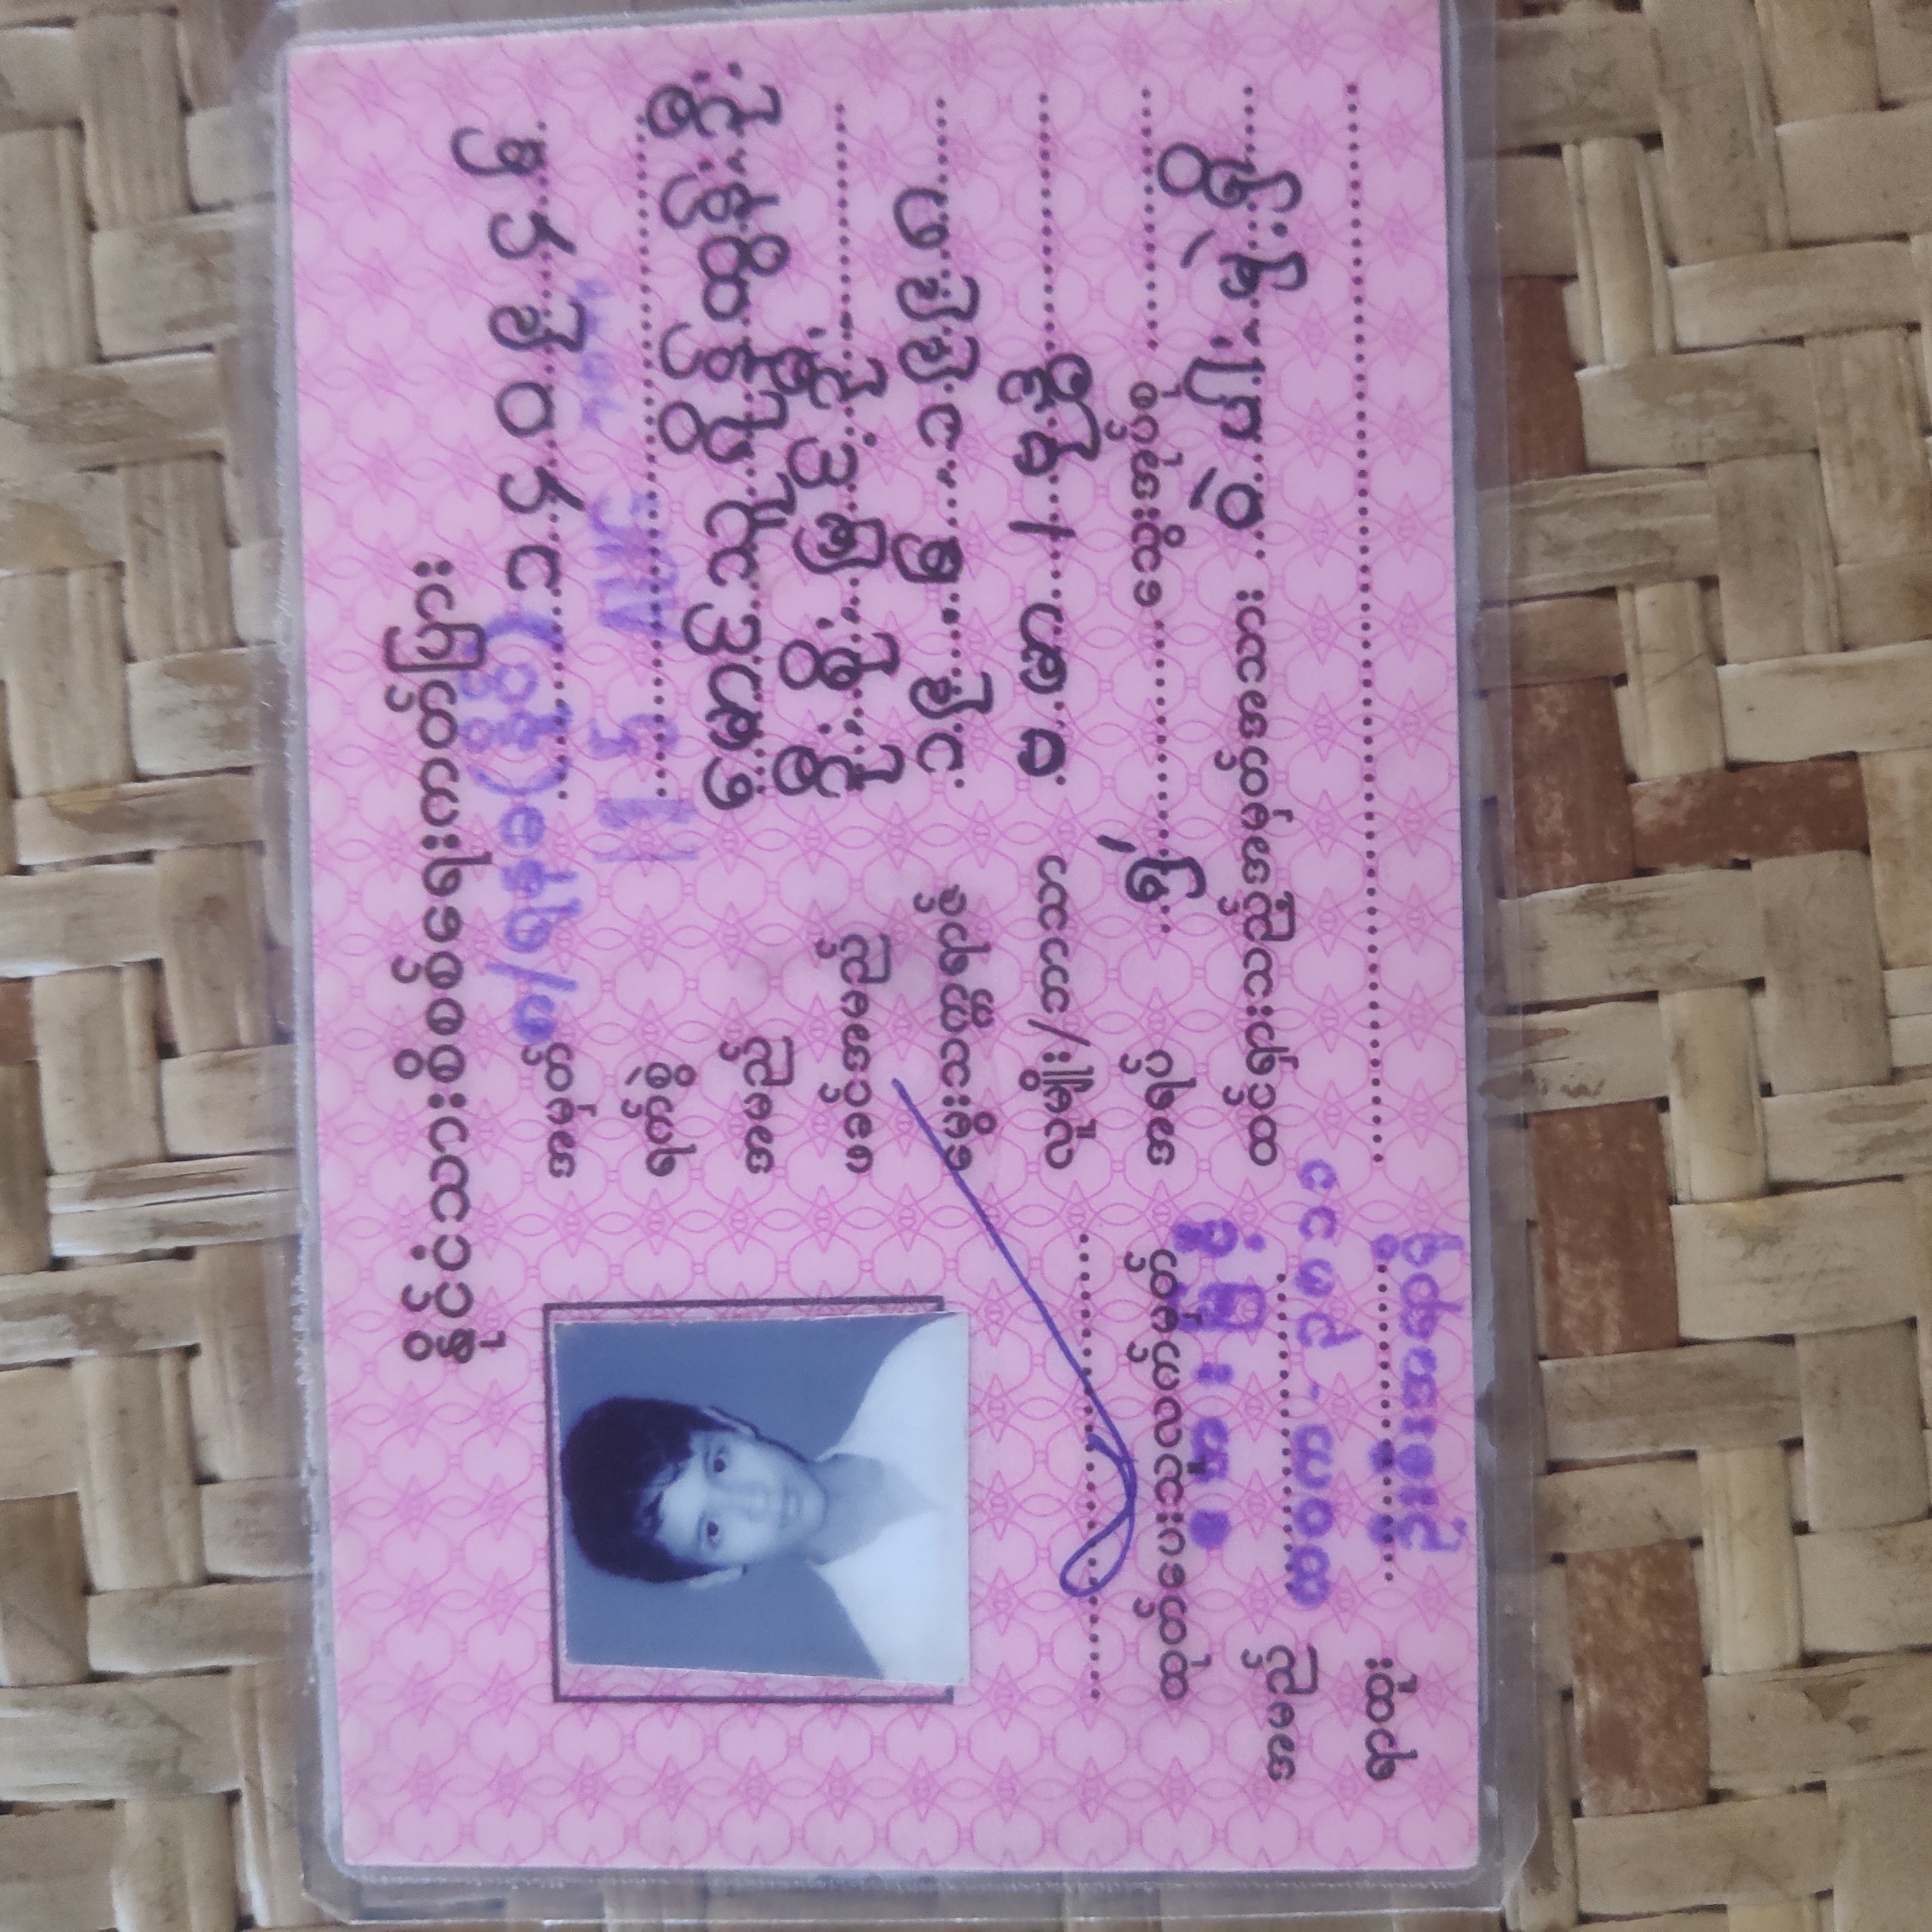 နိုင်ငံသားစိစစ်ရေးကတ်ပြား
အမှတ် ၈/ရနခ(နိုင်) ၁၄၀၉၄၆
ရက်စွဲ 15 AUG
အမည် မောင်သူရိန်ထွန်းဦး
ဖခင်အမည် ဦးစိုးမြင့်ဦး
မွေးသက္ကရာဇ် ၁၉.၆.၁၉၉၈
လူမျိုး/ဘာသာ ဗမာ/ဗုဒ္ဓ
အရပ် ၅' သွေးအုပ်စု
ထင်ရှားသည့်အမှတ်အသား ဝဲပါးမှဲ့ရှိ
ထုတ်ပေးသူလက်မှတ်
အမည် အေးမြင့်
လဝက - ၃၈၁၁
ရာထူး ဦးစီးအရာရှိ